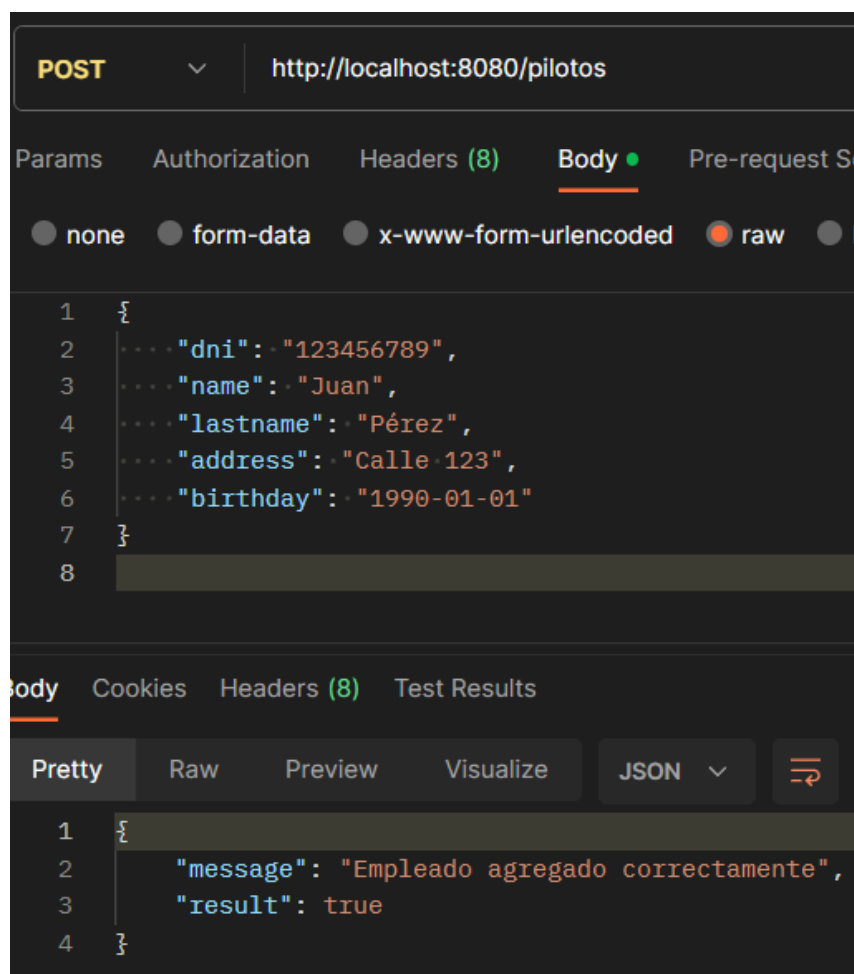 POST http://localhost:8080/pilotos
Params Authorization Headers (8) Body Pre-request
none form-data x-www-form-urlencoded raw
1 {
2 "dni": "123456789",
3 "name": "Juan",
4 "lastname": "Pérez",
5 "address": "Calle 123",
6 "birthday": "1990-01-01"
7 }
8
Body Cookies Headers (8) Test Results
Pretty Raw Preview Visualize JSON
1 {
2 "message": "Empleado agregado correctamente",
3 "result": true
4 }